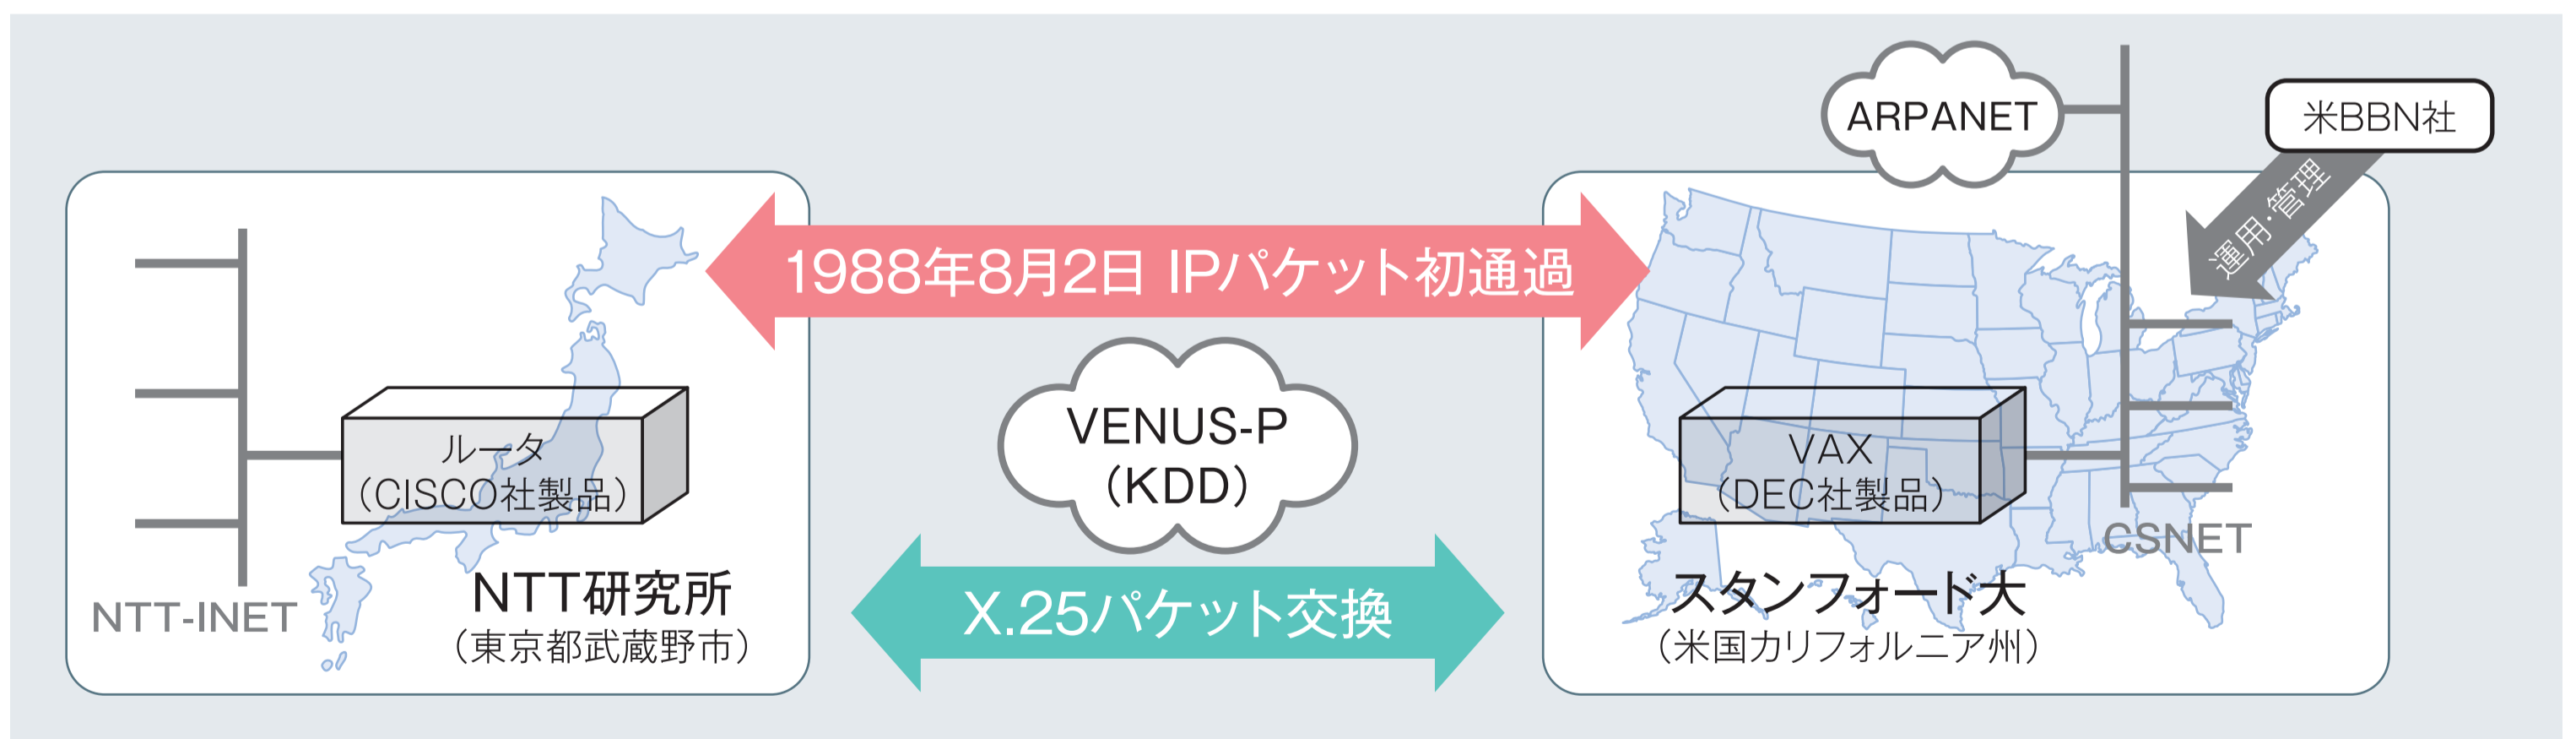 ARPANET
米BBN社
運用・管理
1988年8月2日 IPパケット初通過
VENUS-P
（KDD）
ルータ
（CISCO社製品）
VAX
（DEC社製品）
CSNET
NTT-INET
NTT研究所
（東京都武蔵野市）
X.25パケット交換
スタンフォード大
（米国カリフォルニア州）